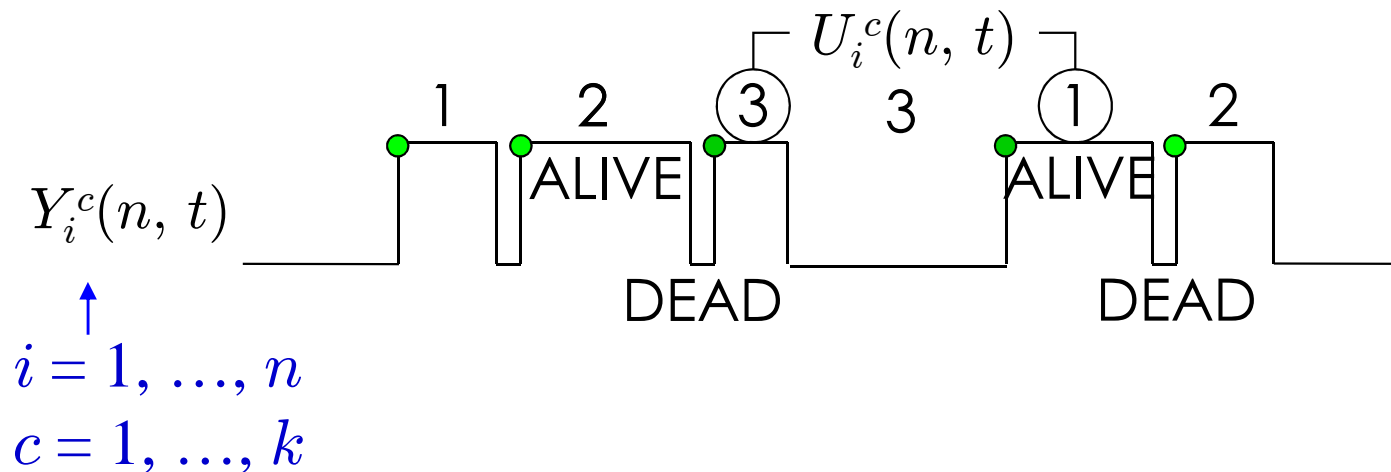 U_i^c(n, t)
1 2 3 3 1 2
ALIVE ALIVE
Y_i^c(n, t)
DEAD DEAD
i = 1, …, n
c = 1, …, k